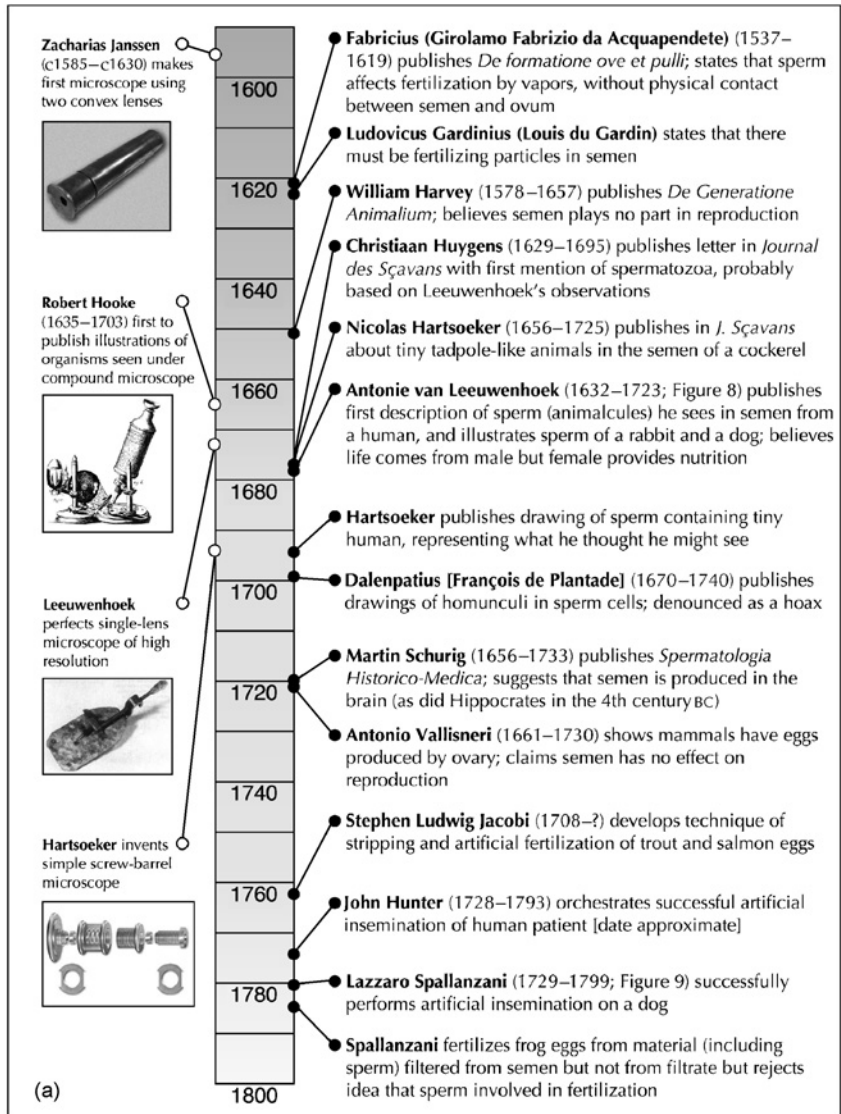 Zacharias Janssen
(c1585–c1630) makes
first microscope using
two convex lenses
Robert Hooke
(1635–1703) first to
publish illustrations of
organisms seen under
compound microscope
Leeuwenhoek
perfects single-lens
microscope of high
resolution
Hartsoeker invents
simple screw-barrel
microscope
(a)
1600
1620
1640
1660
1680
1700
1720
1740
1760
1780
1800
Fabricius (Girolamo Fabrizio da Acquapendete) (1537–
1619) publishes De formatione ove et pulli; states that sperm
affects fertilization by vapors, without physical contact
between semen and ovum
Ludovicus Gardinius (Louis du Gardin) states that there
must be fertilizing particles in semen
William Harvey (1578–1657) publishes De Generatione
Animalium; believes semen plays no part in reproduction
Christiaan Huygens (1629–1695) publishes letter in Journal
des Sçavans with first mention of spermatozoa, probably
based on Leeuwenhoek's observations
Nicolas Hartsoeker (1656–1725) publishes in J. Sçavans
about tiny tadpole-like animals in the semen of a cockerel
Antonie van Leeuwenhoek (1632–1723; Figure 8) publishes
first description of sperm (animalcules) he sees in semen from
a human, and illustrates sperm of a rabbit and a dog; believes
life comes from male but female provides nutrition
Hartsoeker publishes drawing of sperm containing tiny
human, representing what he thought he might see
Dalenpatius [François de Plantade] (1670–1740) publishes
drawings of homunculi in sperm cells; denounced as a hoax
Martin Schurig (1656–1733) publishes Spermatologia
Historico-Medica; suggests that semen is produced in the
brain (as did Hippocrates in the 4th century BC)
Antonio Vallisneri (1661–1730) shows mammals have eggs
produced by ovary; claims semen has no effect on
reproduction
Stephen Ludwig Jacobi (1708–?) develops technique of
stripping and artificial fertilization of trout and salmon eggs
John Hunter (1728–1793) orchestrates successful artificial
insemination of human patient [date approximate]
Lazzaro Spallanzani (1729–1799; Figure 9) successfully
performs artificial insemination on a dog
Spallanzani fertilizes frog eggs from material (including
sperm) filtered from semen but not from filtrate but rejects
idea that sperm involved in fertilization